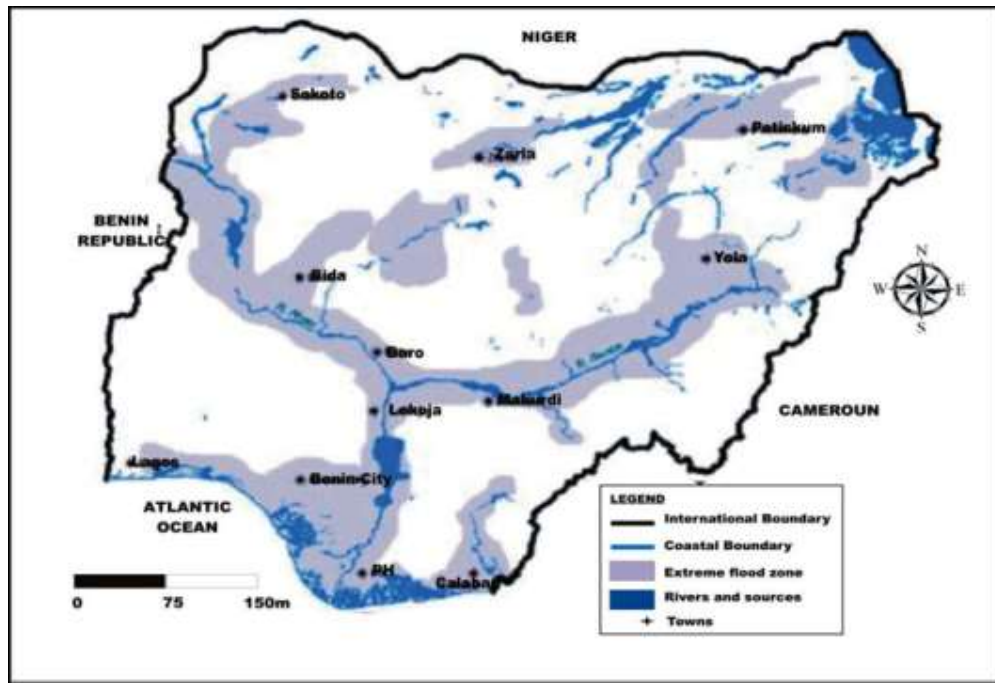 NIGER
Sokoto
Zaria
Potiskum
BENIN
REPUBLIC
Bida
Yola
N
W E
S
Baro
Lokoja
Makurdi
CAMEROUN
Lagos
Benin City
ATLANTIC
OCEAN
PH
Calabar
0 75 150m
LEGEND
International Boundary
Coastal Boundary
Extreme flood zone
Rivers and sources
Towns